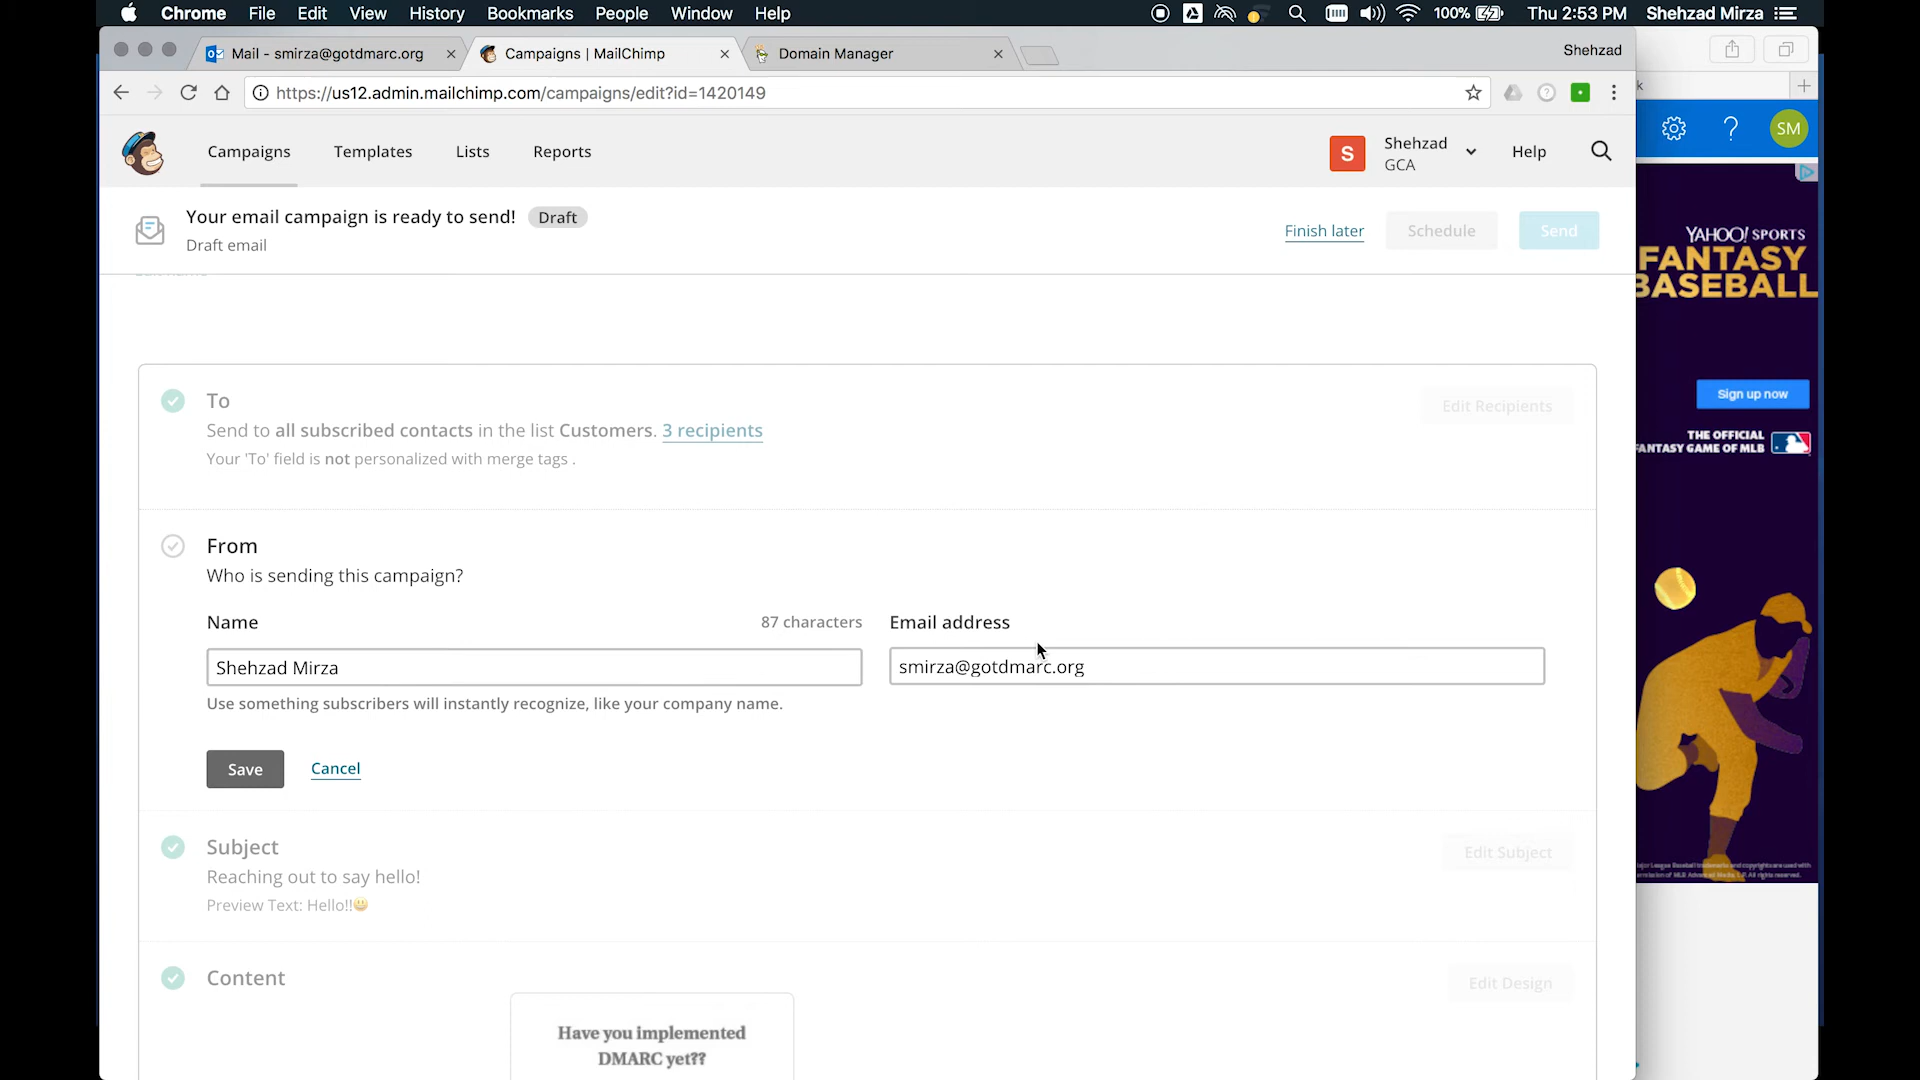 Chrome File Edit View History Bookmarks People Window Help 100% Thu 2:53 PM Shehzad Mirza
Mail - smirza@gotdmarc.org Campaigns | MailChimp Domain Manager Shehzad
https://us12.admin.mailchimp.com/campaigns/edit?id=1420149
k
Campaigns Templates Lists Reports S Shehzad GCA Help
? SM
Your email campaign is ready to send! Draft
Draft email
Finish later Schedule Send
YAHOO! SPORTS
FANTASY
BASEBALL
Sign up now
THE OFFICIAL
FANTASY GAME OF MLB
To
Edit Recipients
Send to all subscribed contacts in the list Customers. 3 recipients
Your 'To' field is not personalized with merge tags .
From
Who is sending this campaign?
Name 87 characters Email address
Shehzad Mirza smirza@gotdmarc.org
Use something subscribers will instantly recognize, like your company name.
Save Cancel
Subject
Edit Subject
Reaching out to say hello!
Preview Text: Hello!!😃
Content
Edit Design
Have you implemented
DMARC yet??